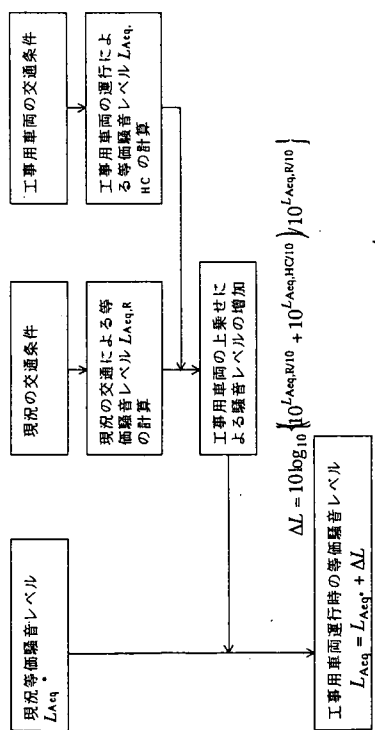 現況等価騒音レベル
LAeq*
現況の交通条件
工事用車両の交通条件
現況の交通による等
価騒音レベル LAeq,R
の計算
工事用車両の運行によ
る等価騒音レベル LAeq,
HC の計算
工事用車両の上乗せに
よる騒音レベルの増加
ΔL = 10 log10 {(10^LAeq,R/10 + 10^LAeq,HC/10)/10^LAeq,R/10}
工事用車両運行時の等価騒音レベル
LAeq = LAeq* + ΔL